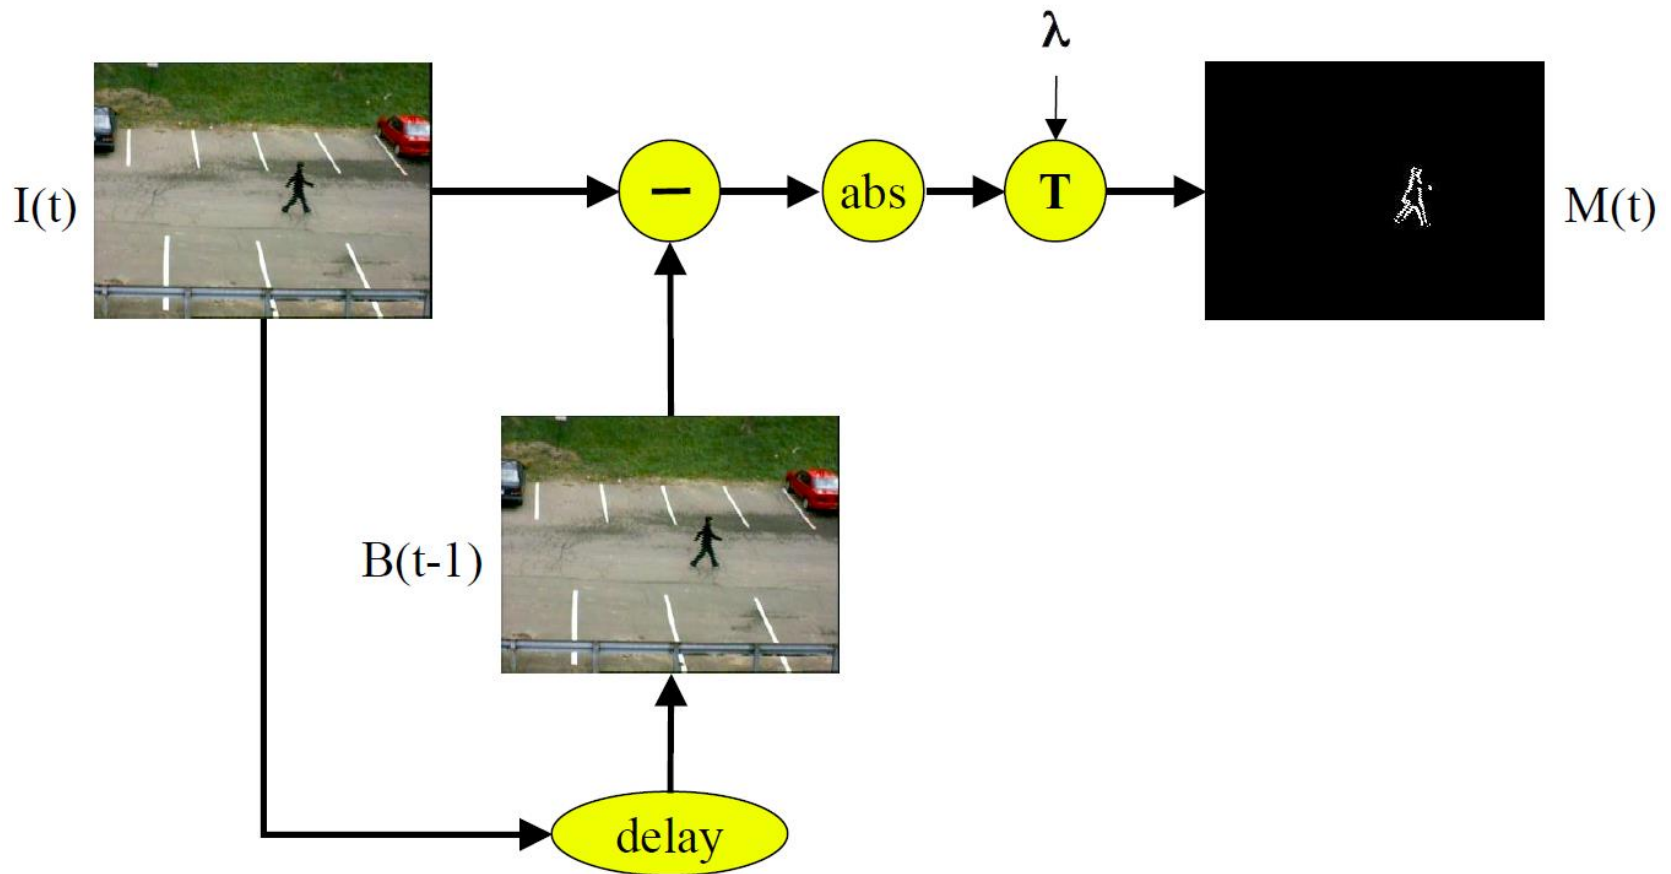 λ
I(t)
−
abs
T
M(t)
B(t-1)
delay